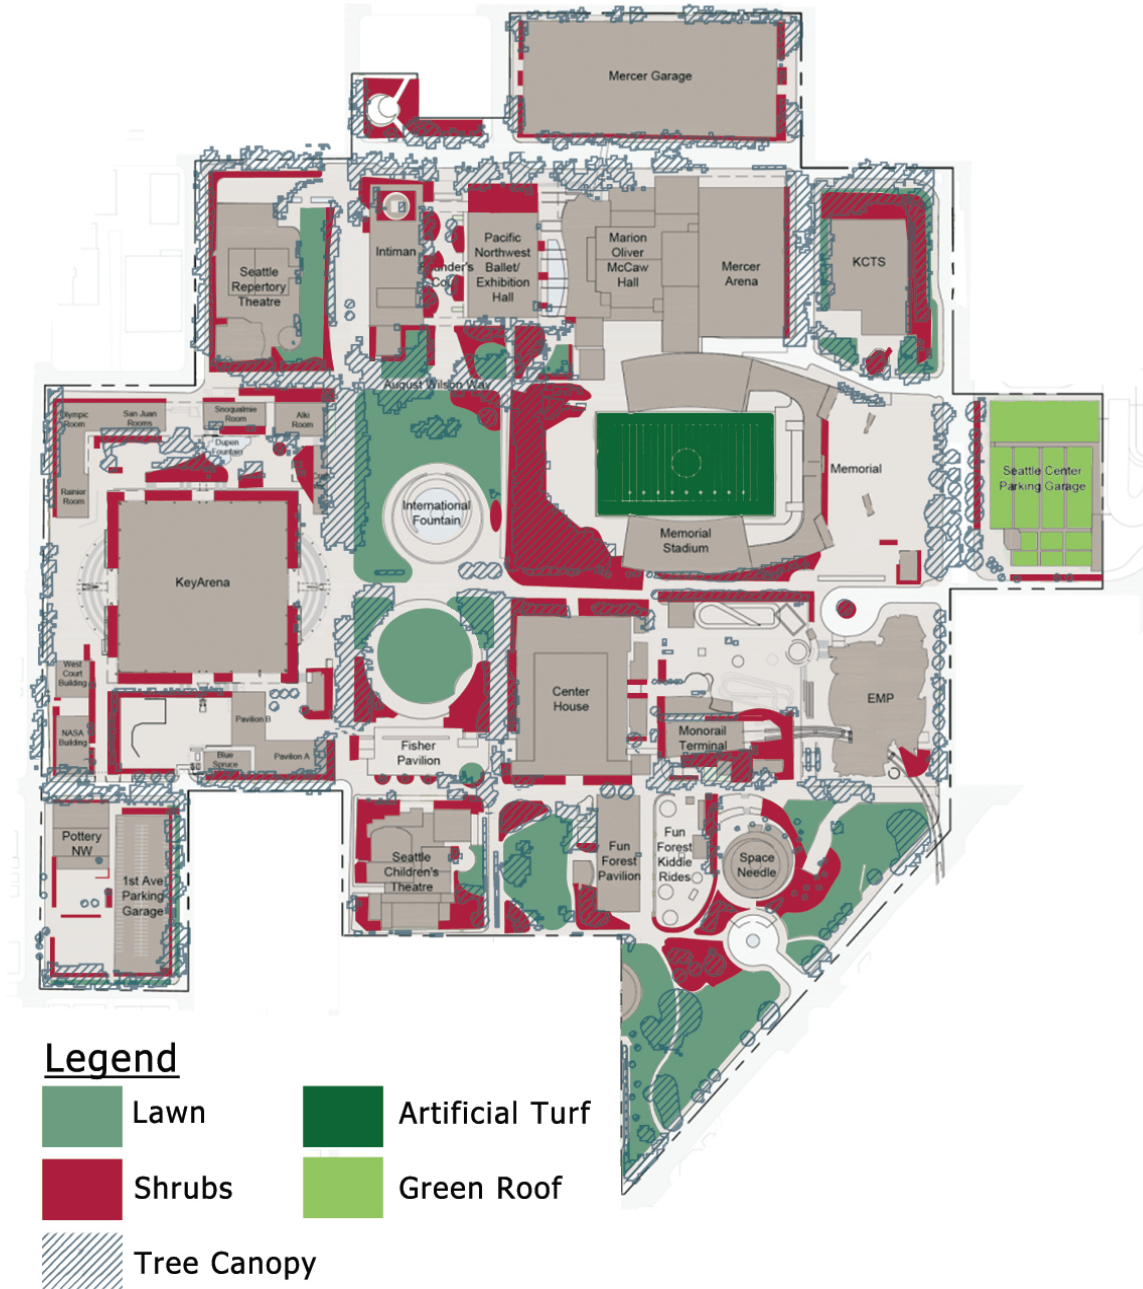 Mercer Garage
Seattle
Repertory
Theatre
Intiman
Pacific
Northwest
Ballet/
Exhibition
Hall
Marion
Oliver
McCaw
Hall
Mercer
Arena
KCTS
August Wilson Way
Olympic
Room
San Juan
Rooms
Snoqualmie
Room
Alki
Room
Dupen
Fountain
Rainier
Room
International
Fountain
Memorial
Memorial
Stadium
Seattle Center
Parking Garage
KeyArena
West
Court
Building
NASA
Building
Pavilion B
Blue
Spruce
Pavilion A
Center
House
Fisher
Pavilion
Monorail
Terminal
EMP
Pottery
NW
1st Ave
Parking
Garage
Seattle
Children's
Theatre
Fun
Forest
Pavilion
Fun
Forest
Kiddie
Rides
Space
Needle
Legend
Lawn
Artificial Turf
Shrubs
Green Roof
Tree Canopy